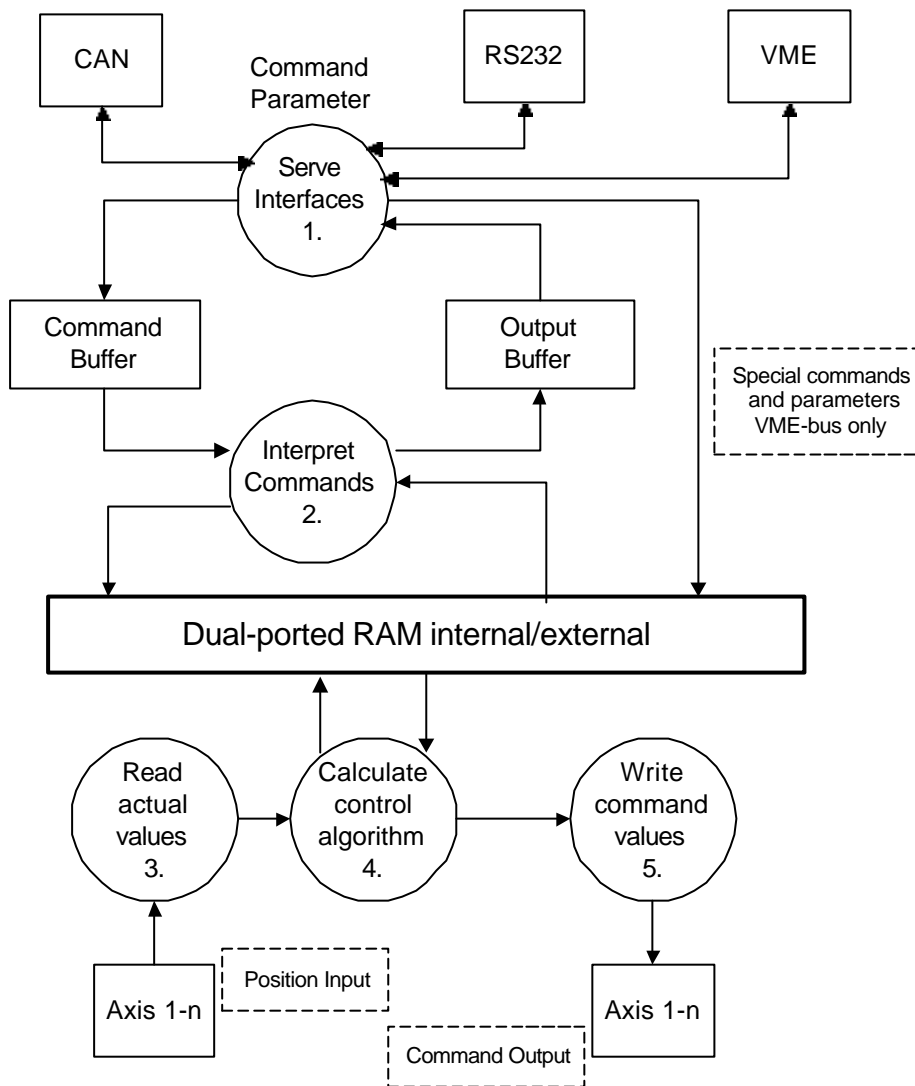 CAN
Command
Parameter
RS232
VME
Serve
Interfaces
1.
Command
Buffer
Output
Buffer
Special commands
and parameters
VME-bus only
Interpret
Commands
2.
Dual-ported RAM internal/external
Read
actual
values
3.
Calculate
control
algorithm
4.
Write
command
values
5.
Axis 1-n
Position Input
Command Output
Axis 1-n